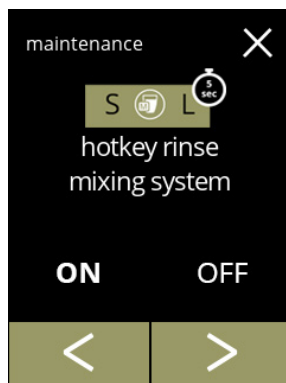 maintenance
S M L
5
sec
hotkey rinse
mixing system
ON OFF